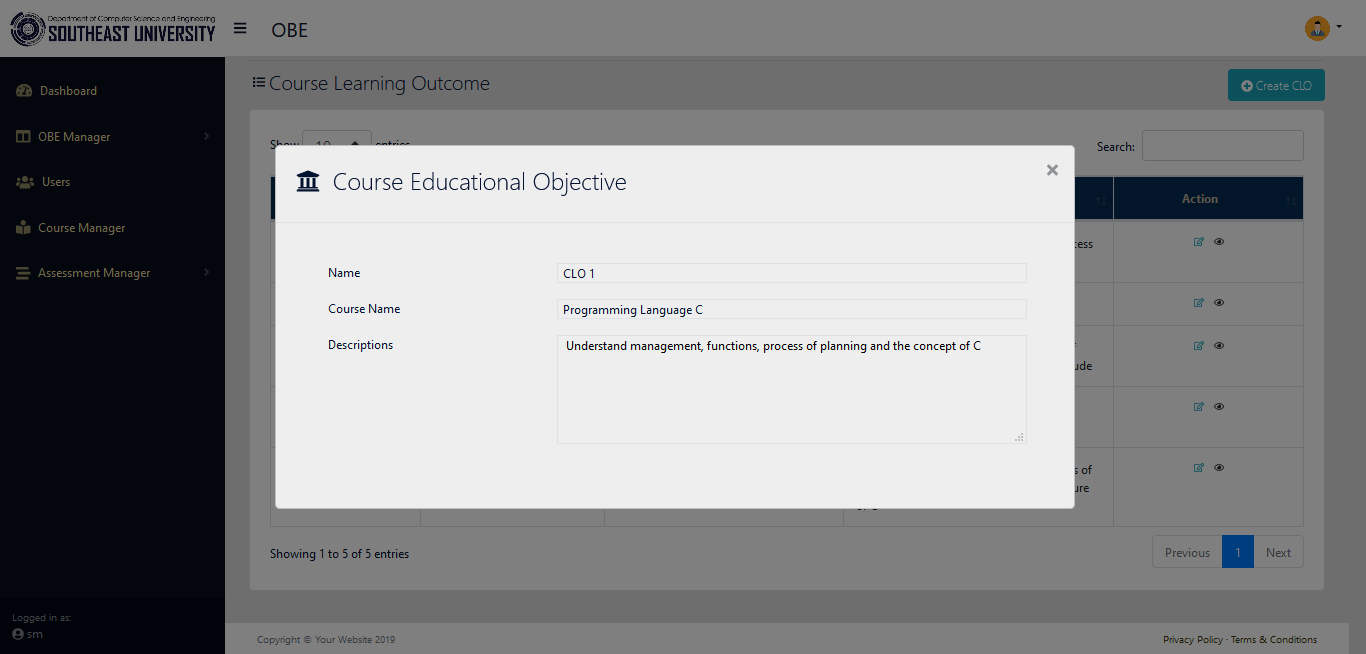 Department of Computer Science and Engineering
SOUTHEAST UNIVERSITY
OBE
Dashboard
OBE Manager
Users
Course Manager
Assessment Manager
Logged in as:
sm
Course Learning Outcome
Create CLO
Show 10 entries
Search:
Action
Course Educational Objective
×
Name
CLO 1
Course Name
Programming Language C
Descriptions
Understand management, functions, process of planning and the concept of C
Showing 1 to 5 of 5 entries
Previous 1 Next
Copyright © Your Website 2019
Privacy Policy · Terms & Conditions